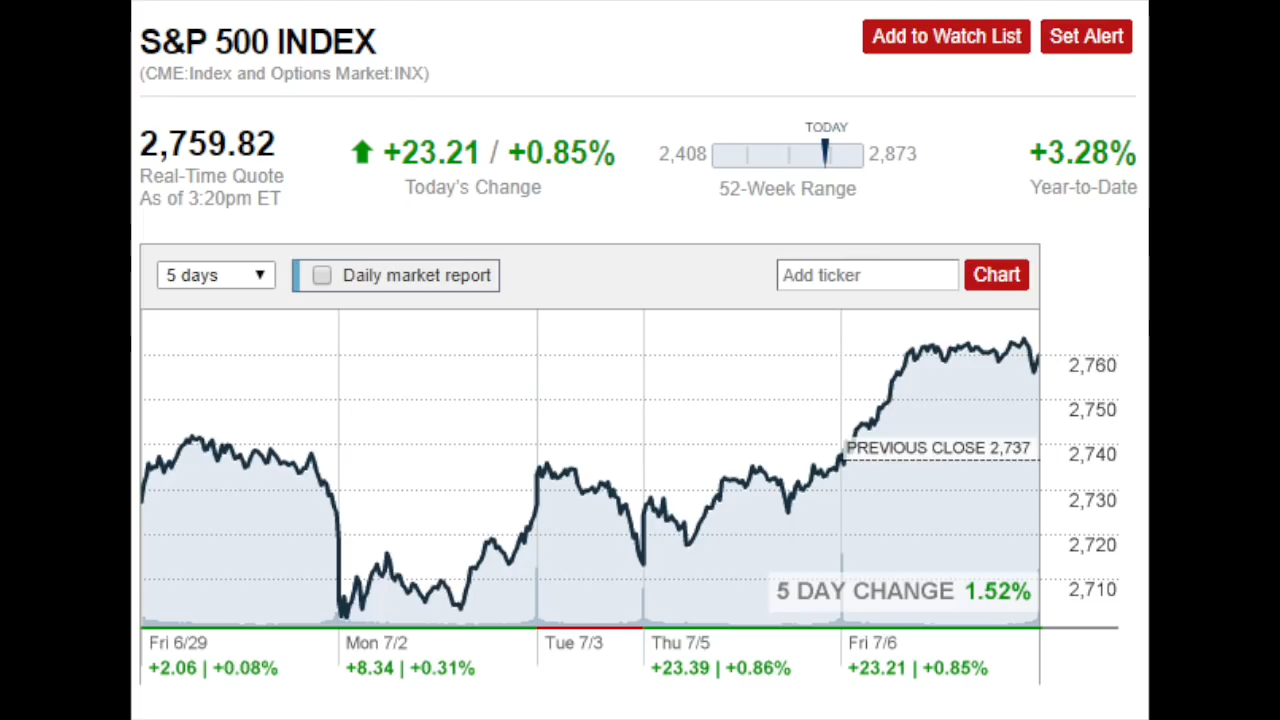 S&P 500 INDEX
Add to Watch List
Set Alert
(CME:Index and Options Market:INX)
2,759.82
Real-Time Quote
As of 3:20pm ET
+23.21 / +0.85%
Today's Change
TODAY
2,408
2,873
52-Week Range
+3.28%
Year-to-Date
5 days
Daily market report
Add ticker
Chart
2,760
2,750
PREVIOUS CLOSE 2,737
2,740
2,730
2,720
2,710
5 DAY CHANGE 1.52%
Fri 6/29
+2.06 | +0.08%
Mon 7/2
+8.34 | +0.31%
Tue 7/3
Thu 7/5
+23.39 | +0.86%
Fri 7/6
+23.21 | +0.85%